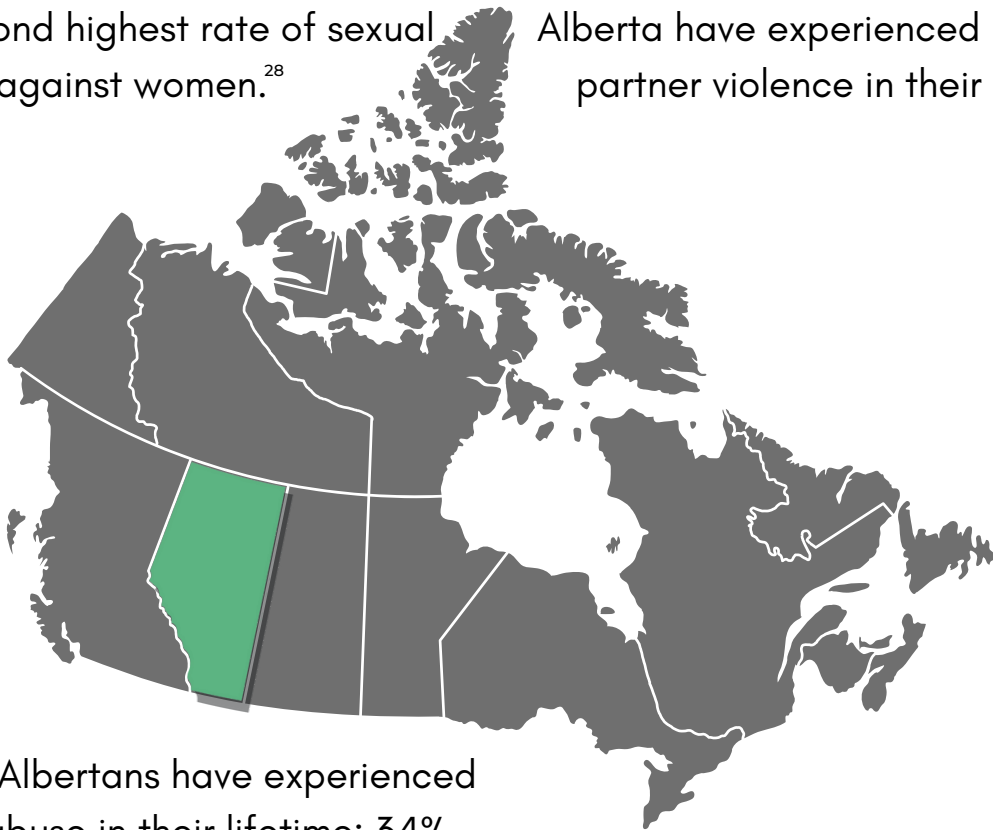 ond highest rate of sexual
against women.28
Alberta have experienced
partner violence in their
Albertans have experienced
buse in their lifetime: 34%